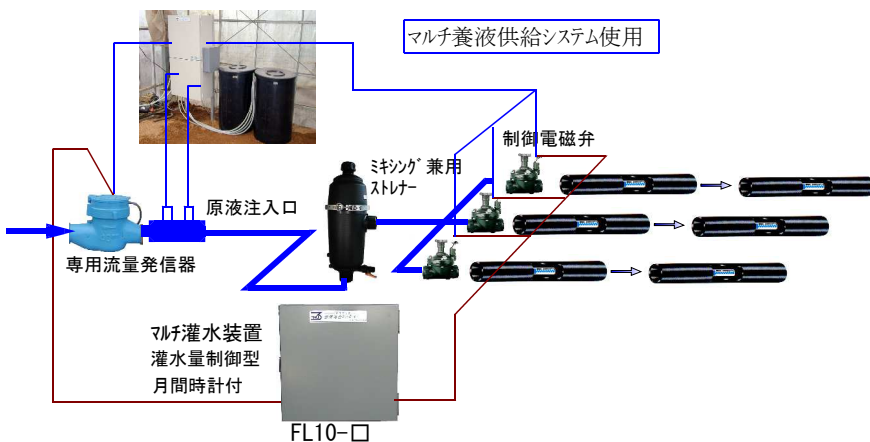 マルチ養液供給システム使用
制御電磁弁
ﾐｷｼﾝｸﾞ兼用
ストレナー
原液注入口
専用流量発信器
マルチ灌水装置
灌水量制御型
月間時計付
FL10-口